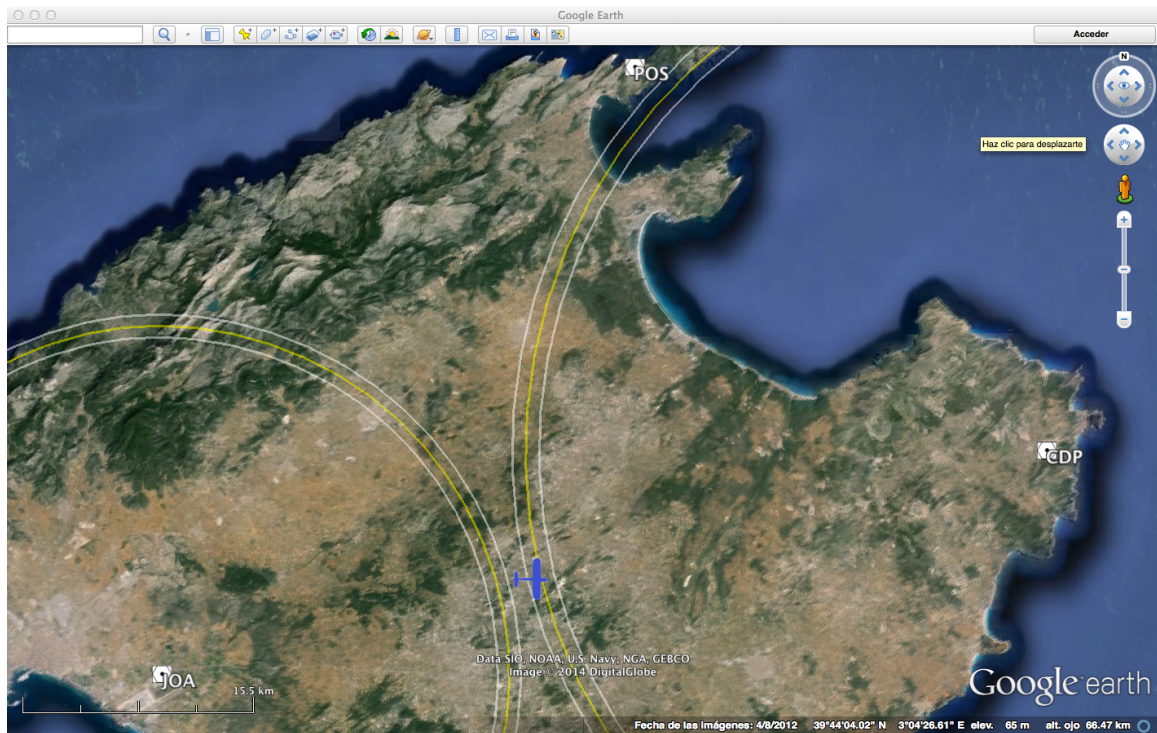 Google Earth
Acceder
N
POS
Haz clic para desplazarte
CDP
JOA
15.5 km
Data SIO, NOAA, U.S. Navy, NGA, GEBCO
Image © 2014 DigitalGlobe
Google earth
Fecha de las imágenes: 4/8/2012 39°44'04.02" N 3°04'26.61" E elev. 65 m alt. ojo 66.47 km